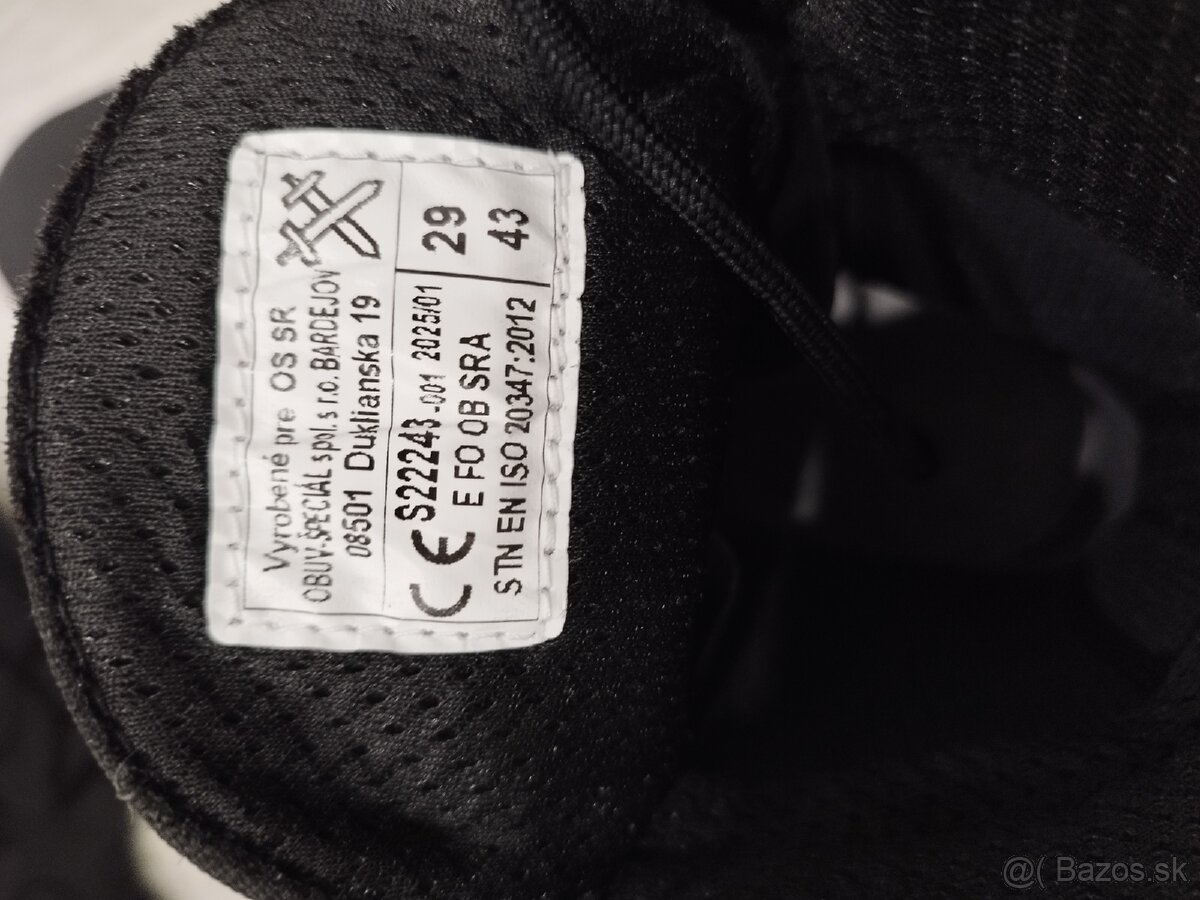 Vyrobené pre OS SR
OBUV-ŠPECIÁL spol. s r.o. BARDEJOV
08501 Duklianska 19
CE S22243-001 2025/01
E FO OB SRA
STN EN ISO 20347:2012
29
43
@( Bazos.sk